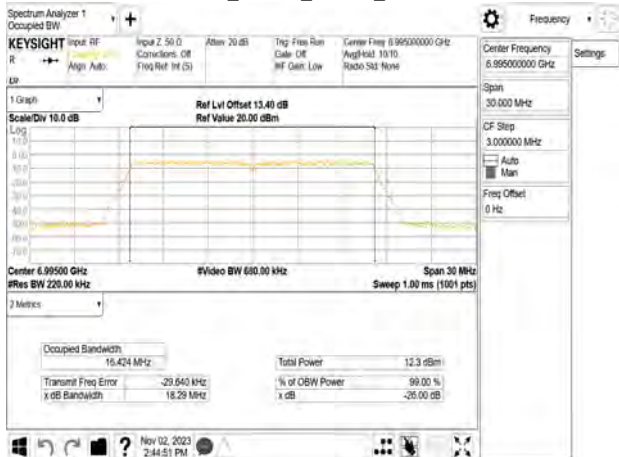 Spectrum Analyzer 1
Occupied BW
+
Frequency
KEYSIGHT
Input: RF
Input Z: 50 Ω
Atten: 20 dB
Trig: Free Run
Center Freq: 6.995000000 GHz
R
Corrections: Off
Gate: Off
Avg|Hold: 10/10
Align: Auto
Freq Ref: Int (S)
#IF Gain: Low
Radio Std: None
Center Frequency
6.995000000 GHz
Settings
Span
30.000 MHz
CF Step
3.000000 MHz
Auto
Man
Freq Offset
0 Hz
1 Graph
Ref Lvl Offset 13.40 dB
Scale/Div 10.0 dB
Ref Value 20.00 dBm
Log
10.0
0.00
Center 6.99500 GHz
#Video BW 680.00 kHz
Span 30 MHz
#Res BW 220.00 kHz
Sweep 1.00 ms (1001 pts)
2 Metrics
Occupied Bandwidth
16.424 MHz
Total Power
12.3 dBm
Transmit Freq Error
-29.640 kHz
% of OBW Power
99.00 %
x dB Bandwidth
18.29 MHz
x dB
-26.00 dB
?
Nov 02, 2023
2:44:51 PM